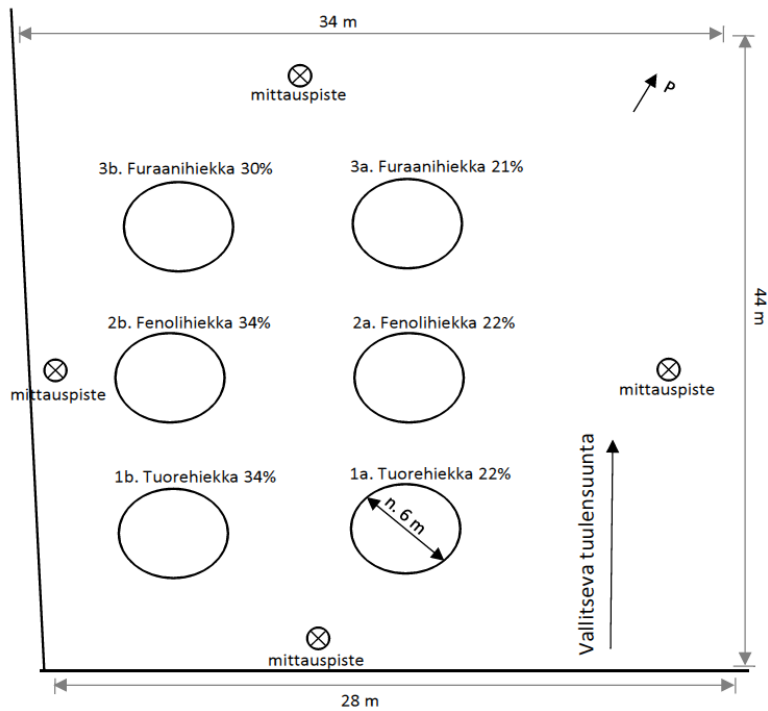 34 m
mittauspiste
P
3b. Furaanihiekka 30%
3a. Furaanihiekka 21%
44 m
2b. Fenolihiekka 34%
2a. Fenolihiekka 22%
mittauspiste
mittauspiste
Vallitseva tuulensuunta
1b. Tuorehiekka 34%
1a. Tuorehiekka 22%
n. 6 m
mittauspiste
28 m